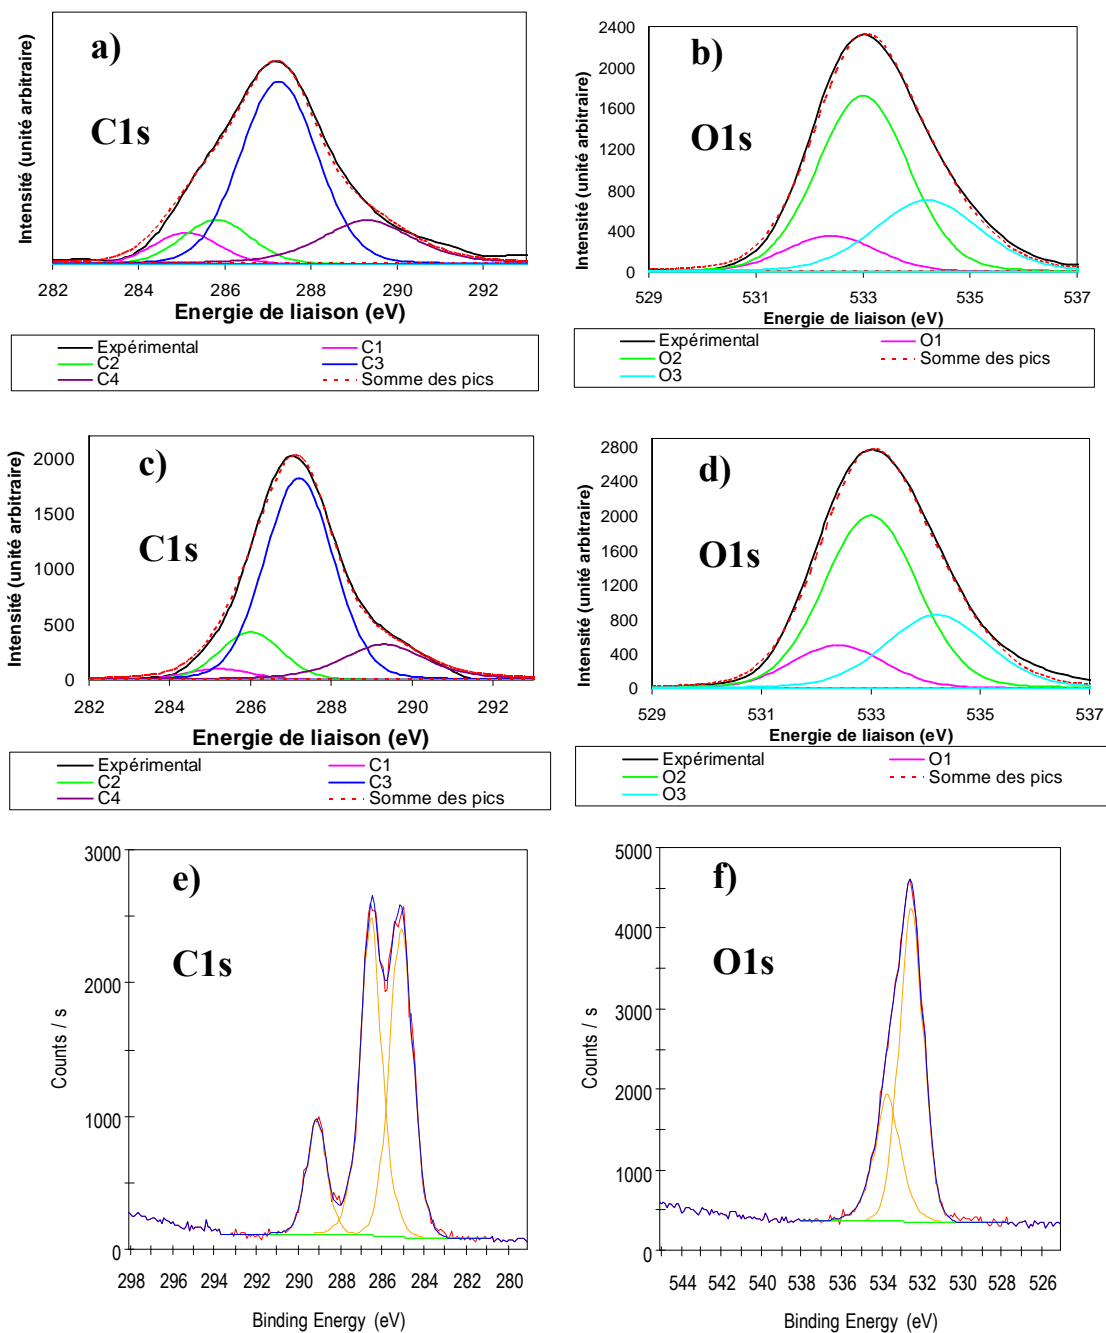 a)
C1s
Intensité (unité arbitraire)
282 284 286 288 290 292
Energie de liaison (eV)
Expérimental C1
C2 C3
C4 Somme des pics
b)
O1s
Intensité (unité arbitraire)
2400
2000
1600
1200
800
400
0
529 531 533 535 537
Energie de liaison (eV)
Expérimental O1
O2 Somme des pics
O3
c)
C1s
Intensité (unité arbitraire)
2000
1500
1000
500
0
282 284 286 288 290 292
Energie de liaison (eV)
Expérimental C1
C2 C3
C4 Somme des pics
d)
O1s
Intensité (unité arbitraire)
2800
2400
2000
1600
1200
800
400
0
529 531 533 535 537
Energie de liaison (eV)
Expérimental O1
O2 Somme des pics
O3
e)
C1s
Counts / s
3000
2000
1000
0
298 296 294 292 290 288 286 284 282 280
Binding Energy (eV)
f)
O1s
Counts / s
5000
4000
3000
2000
1000
0
544 542 540 538 536 534 532 530 528 526
Binding Energy (eV)